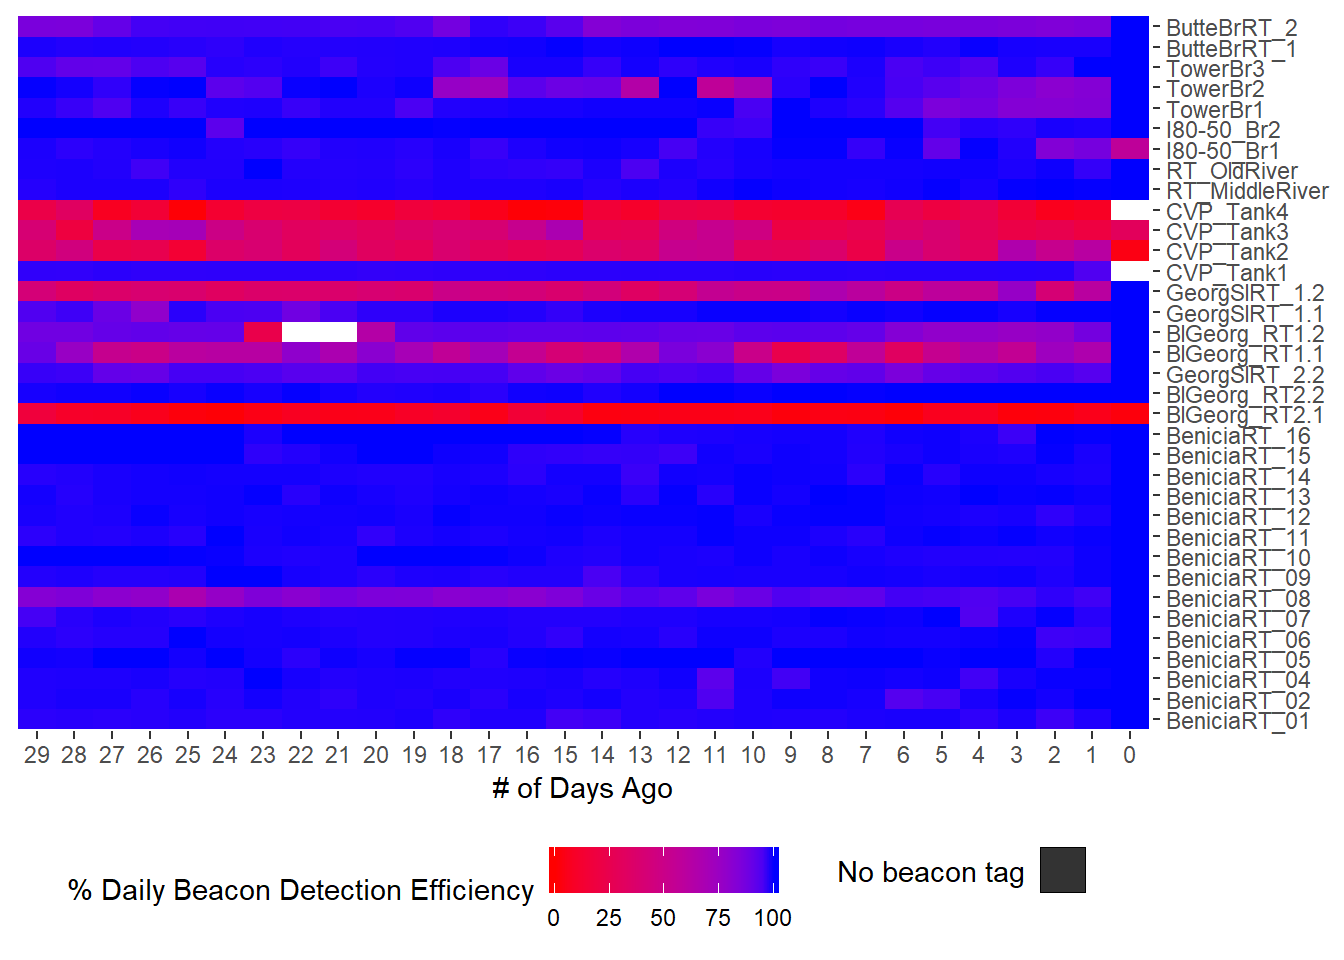 ButteBrRT_2
ButteBrRT_1
TowerBr3
TowerBr2
TowerBr1
I80-50_Br2
I80-50_Br1
RT_OldRiver
RT_MiddleRiver
CVP_Tank4
CVP_Tank3
CVP_Tank2
CVP_Tank1
GeorgSlRT_1.2
GeorgSlRT_1.1
BlGeorg_RT1.2
BlGeorg_RT1.1
GeorgSlRT_2.2
BlGeorg_RT2.2
BlGeorg_RT2.1
BeniciaRT_16
BeniciaRT_15
BeniciaRT_14
BeniciaRT_13
BeniciaRT_12
BeniciaRT_11
BeniciaRT_10
BeniciaRT_09
BeniciaRT_08
BeniciaRT_07
BeniciaRT_06
BeniciaRT_05
BeniciaRT_04
BeniciaRT_02
BeniciaRT_01
29 28 27 26 25 24 23 22 21 20 19 18 17 16 15 14 13 12 11 10 9 8 7 6 5 4 3 2 1 0
# of Days Ago
% Daily Beacon Detection Efficiency
0 25 50 75 100
No beacon tag